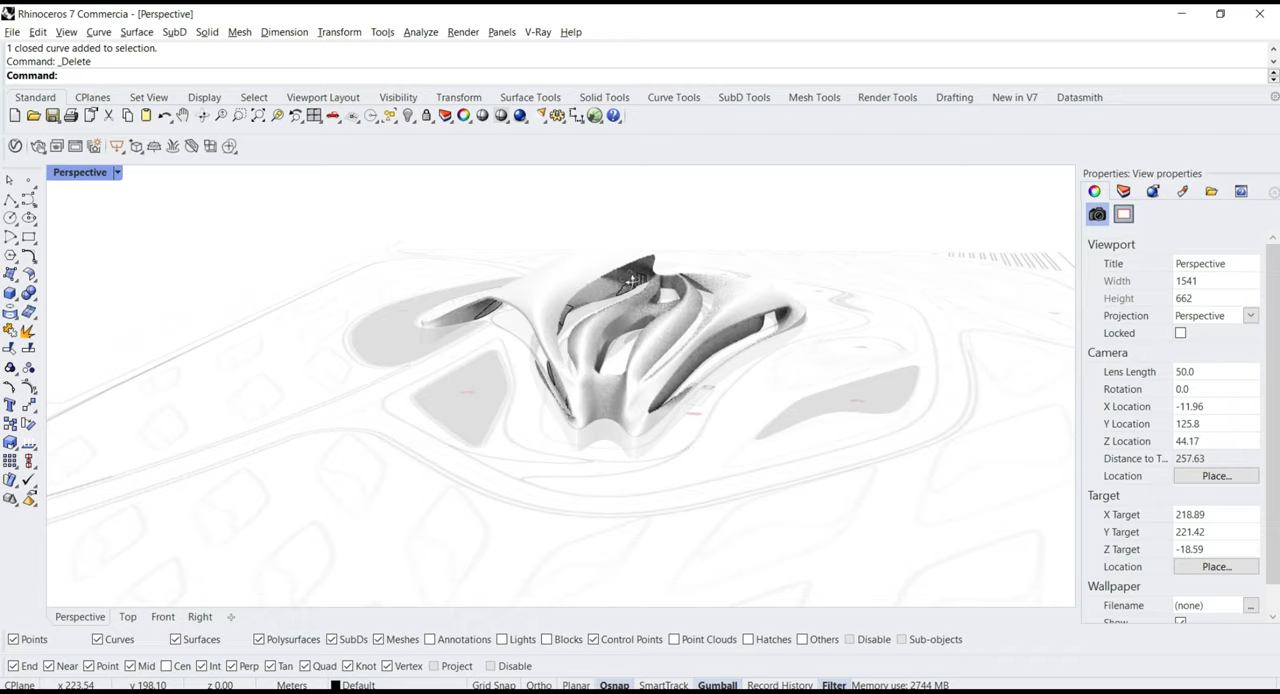 Rhinoceros 7 Commercia - [Perspective]
File Edit View Curve Surface SubD Solid Mesh Dimension Transform Tools Analyze Render Panels V-Ray Help
1 closed curve added to selection.
Command: _Delete
Command:
Standard CPlanes Set View Display Select Viewport Layout Visibility Transform Surface Tools Solid Tools Curve Tools SubD Tools Mesh Tools Render Tools Drafting New in V7 Datasmith
Perspective
Properties: View properties
Viewport
Title Perspective
Width 1541
Height 662
Projection Perspective
Locked
Camera
Lens Length 50.0
Rotation 0.0
X Location -11.96
Y Location 125.8
Z Location 44.17
Distance to T... 257.63
Location Place...
Target
X Target 218.89
Y Target 221.42
Z Target -18.59
Location Place...
Wallpaper
Filename (none) ...
Show
Perspective Top Front Right
Points Curves Surfaces Polysurfaces SubDs Meshes Annotations Lights Blocks Control Points Point Clouds Hatches Others Disable Sub-objects
End Near Point Mid Cen Int Perp Tan Quad Knot Vertex Project Disable
CPlane x 223.54 y 198.10 z 0.00 Meters Default Grid Snap Ortho Planar Osnap SmartTrack Gumball Record History Filter Memory use: 2744 MB